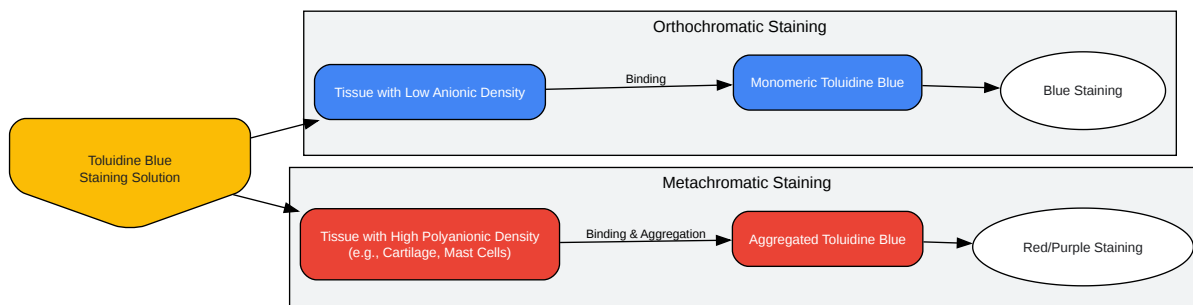 Orthochromatic Staining
Tissue with Low Anionic Density
Binding
Monomeric Toluidine Blue
Blue Staining
Toluidine Blue
Staining Solution
Metachromatic Staining
Tissue with High Polyanionic Density
(e.g., Cartilage, Mast Cells)
Binding & Aggregation
Aggregated Toluidine Blue
Red/Purple Staining